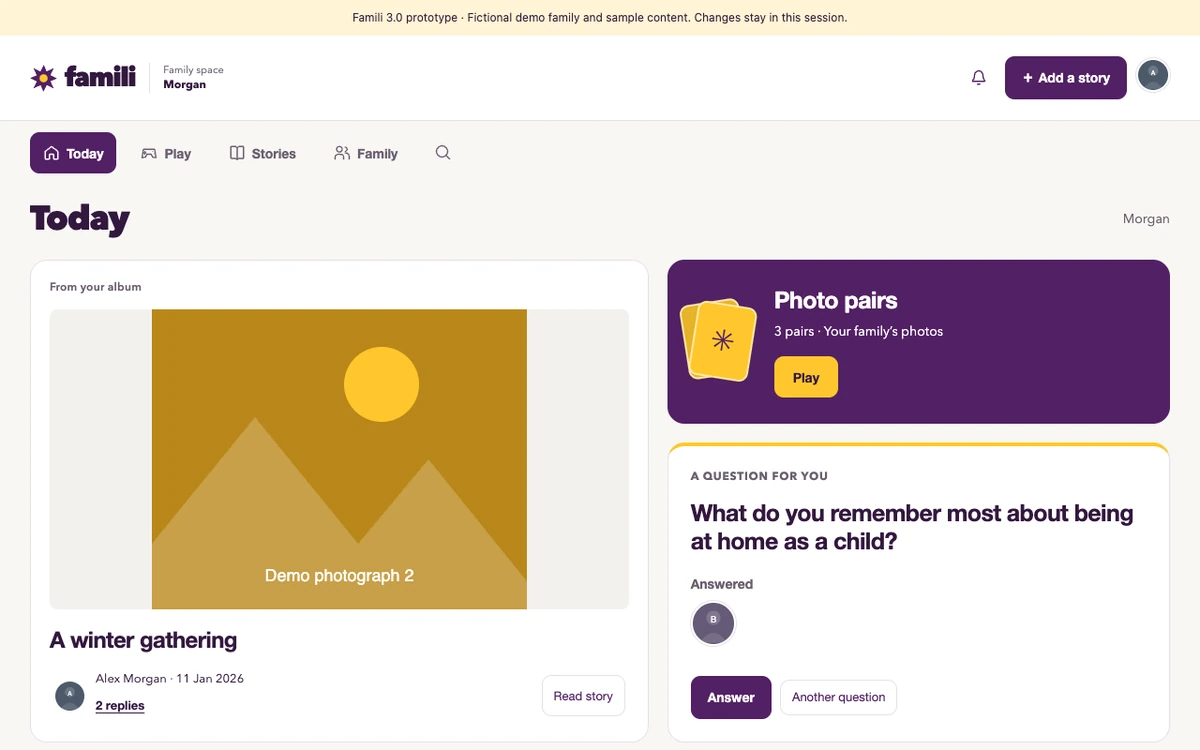 Famili 3.0 prototype · Fictional demo family and sample content. Changes stay in this session.
famili
Family space
Morgan
+ Add a story
A
Today
Play
Stories
Family
Today
Morgan
From your album
Demo photograph 2
A winter gathering
A
Alex Morgan · 11 Jan 2026
2 replies
Read story
Photo pairs
3 pairs · Your family’s photos
Play
A QUESTION FOR YOU
What do you remember most about being
at home as a child?
Answered
B
Answer
Another question